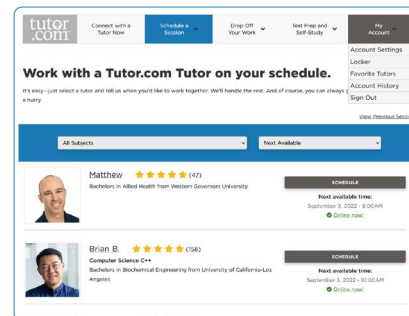 tutor
.com
Connect with a
Tutor Now
Schedule a
Session
Drop Off
Your Work
Test Prep and
Self-Study
My
Account
Account Settings
Locker
Favorite Tutors
Account History
Sign Out
Work with a Tutor.com Tutor on your schedule.
It's easy—just select a tutor and tell us when you'd like to work together. We'll handle the rest. And of course, you can always
a hurry.
View Previous Sess
All Subjects
Next Available
Matthew (47)
Bachelors in Allied Health from Western Governors University
SCHEDULE
Next available time:
September 3, 2022 - 8:00AM
Online now!
Brian B. (158)
Computer Science C++
Bachelors in Biochemical Engineering from University of California-Los
Angeles
SCHEDULE
Next available time:
September 3, 2022 - 10:00AM
Online now!